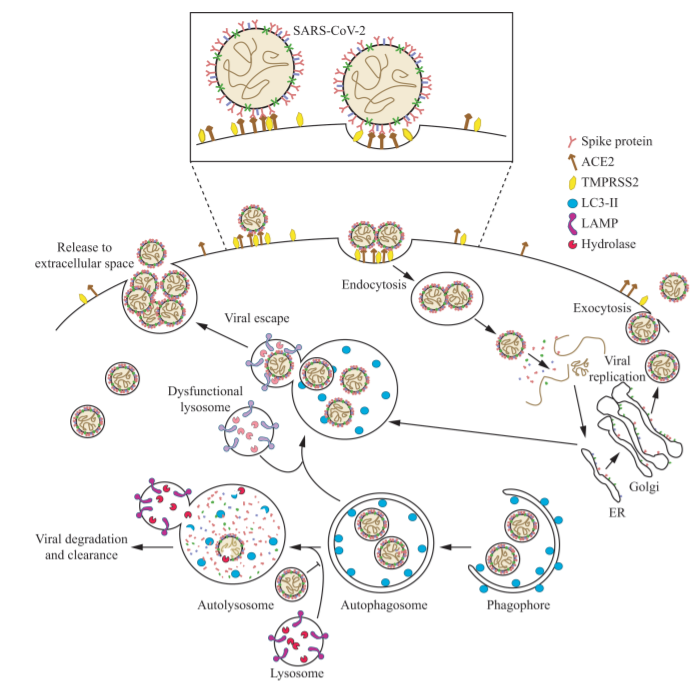 SARS-CoV-2
Spike protein
ACE2
TMPRSS2
LC3-II
LAMP
Hydrolase
Release to
extracellular space
Endocytosis
Exocytosis
Viral escape
Viral
replication
Dysfunctional
lysosome
Golgi
ER
Viral degradation
and clearance
Autolysosome
Autophagosome
Phagophore
Lysosome